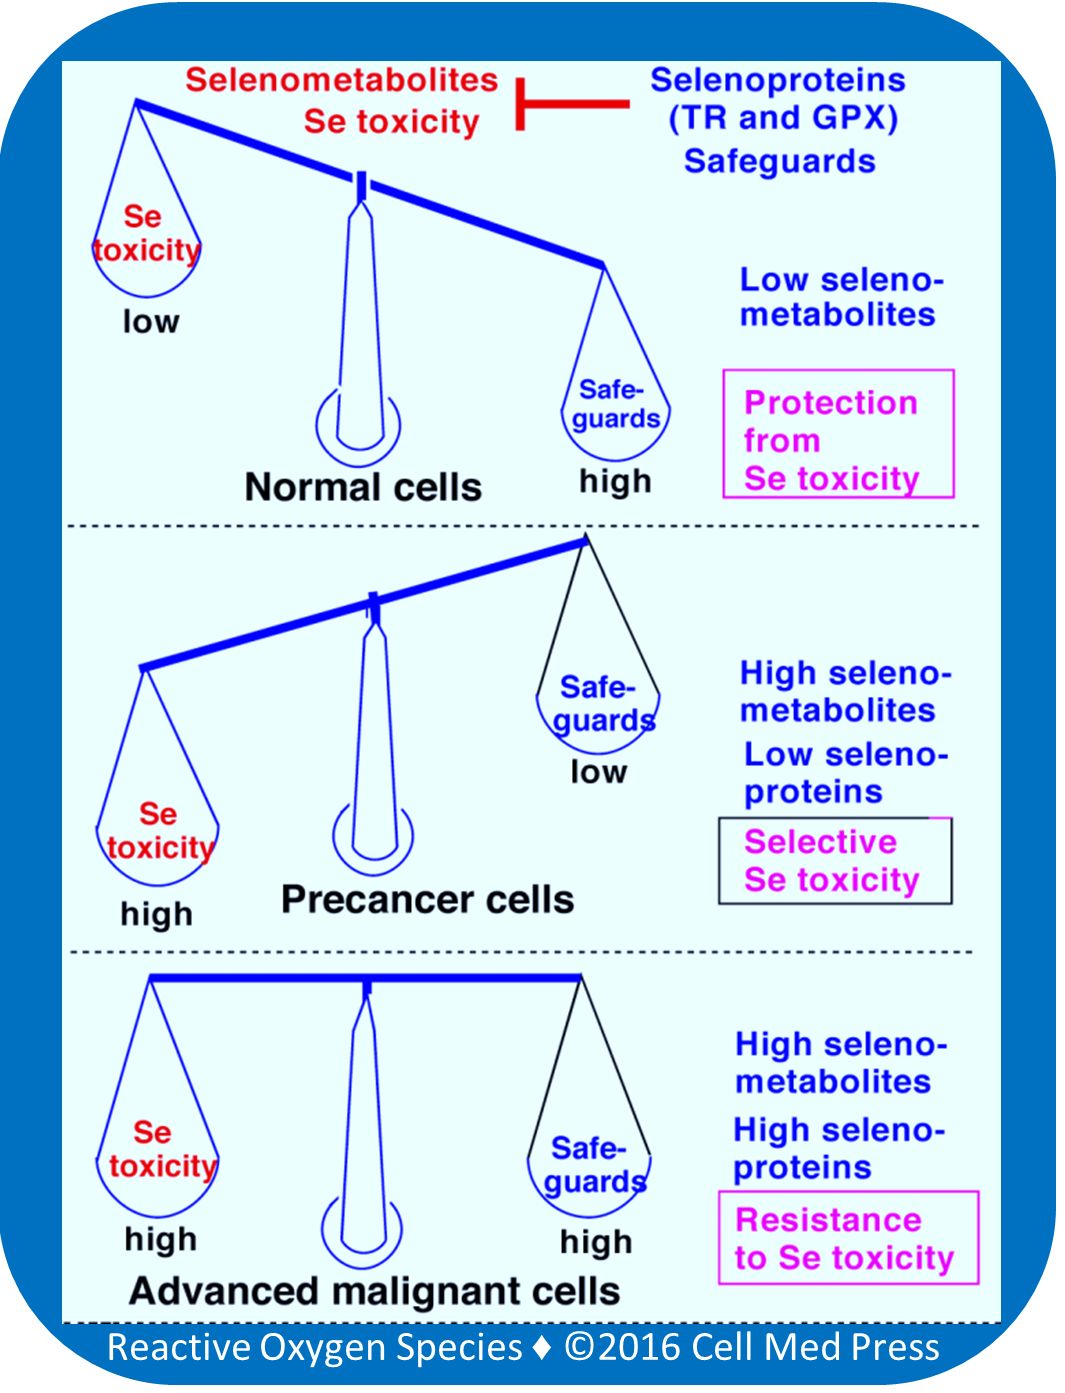 Selenometabolites
Se toxicity
Selenoproteins
(TR and GPX)
Safeguards
Se
toxicity
low
Safe-
guards
high
Normal cells
Low seleno-
metabolites
Protection
from
Se toxicity
Se
toxicity
high
Safe-
guards
low
Precancer cells
High seleno-
metabolites
Low seleno-
proteins
Selective
Se toxicity
Se
toxicity
high
Safe-
guards
high
Advanced malignant cells
High seleno-
metabolites
High seleno-
proteins
Resistance
to Se toxicity
Reactive Oxygen Species ♦ ©2016 Cell Med Press